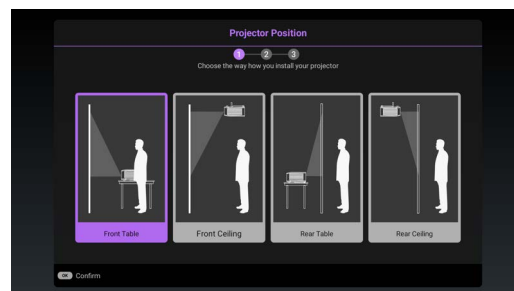 Projector Position
1 2 3
Choose the way how you install your projector
Front Table
Front Ceiling
Rear Table
Rear Ceiling
OK Confirm